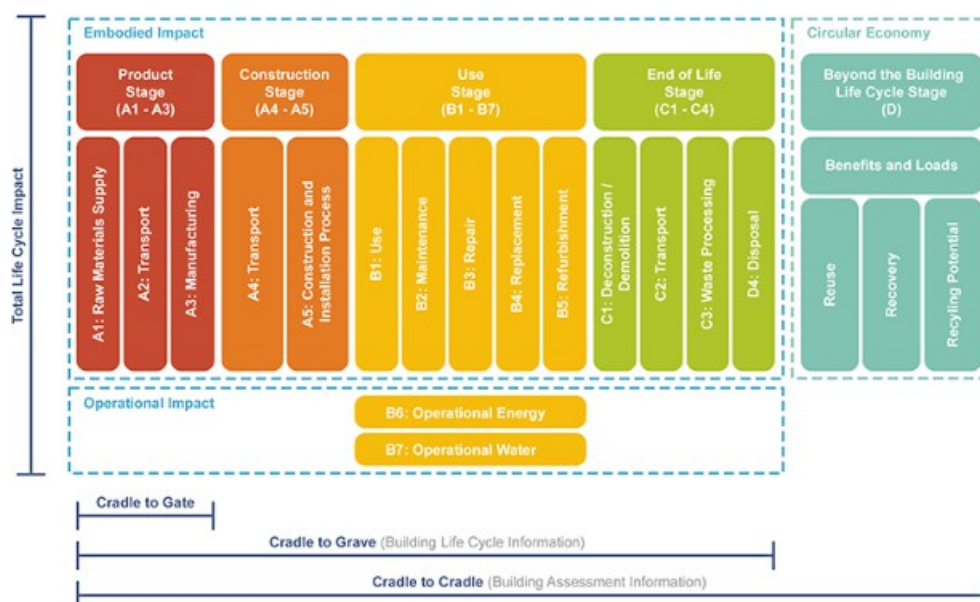 Total Life Cycle Impact
Embodied Impact
Product
Stage
(A1 - A3)
Construction
Stage
(A4 - A5)
Use
Stage
(B1 - B7)
End of Life
Stage
(C1 - C4)
A1: Raw Materials Supply
A2: Transport
A3: Manufacturing
A4: Transport
A5: Construction and
Installation Process
B1: Use
B2: Maintenance
B3: Repair
B4: Replacement
B5: Refurbishment
C1: Deconstruction /
Demolition
C2: Transport
C3: Waste Processing
D4: Disposal
Circular Economy
Beyond the Building
Life Cycle Stage
(D)
Benefits and Loads
Reuse
Recovery
Recyling Potential
Operational Impact
B6: Operational Energy
B7: Operational Water
Cradle to Gate
Cradle to Grave (Building Life Cycle Information)
Cradle to Cradle (Building Assessment Information)